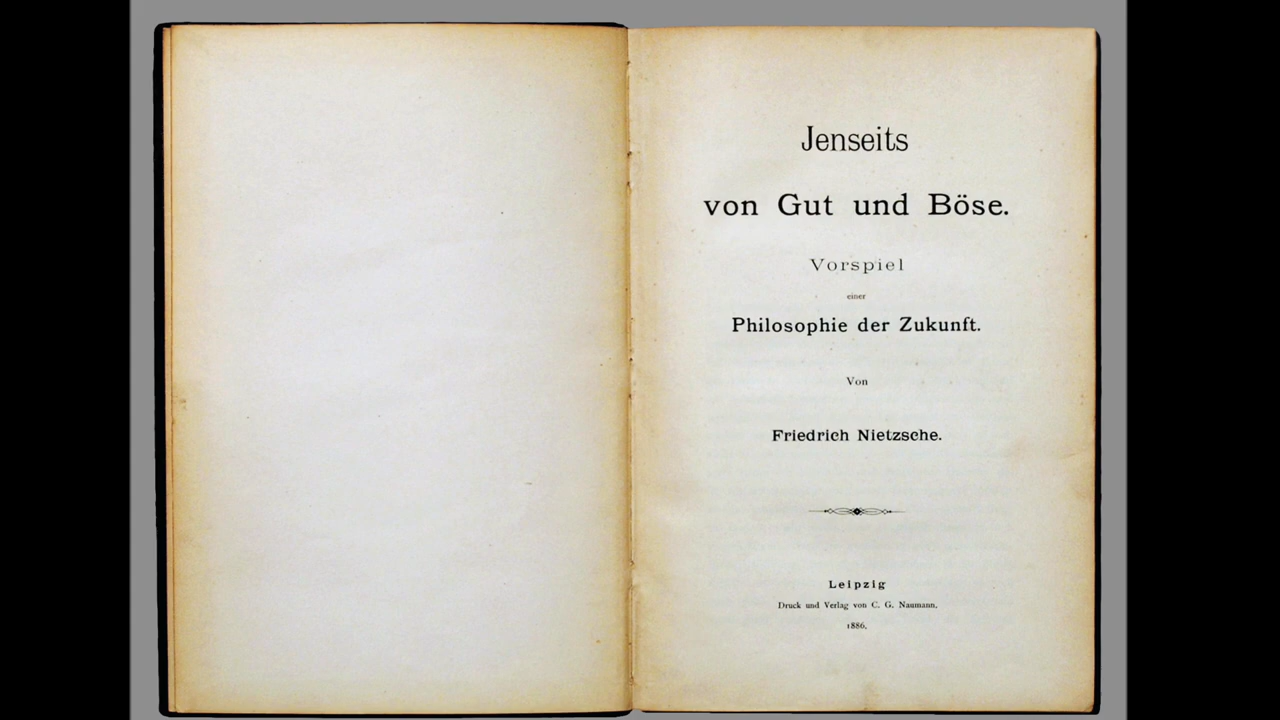 Jenseits
von Gut und Böse.
Vorspiel
einer
Philosophie der Zukunft.
Von
Friedrich Nietzsche.
Leipzig
Druck und Verlag von C. G. Naumann.
1886.